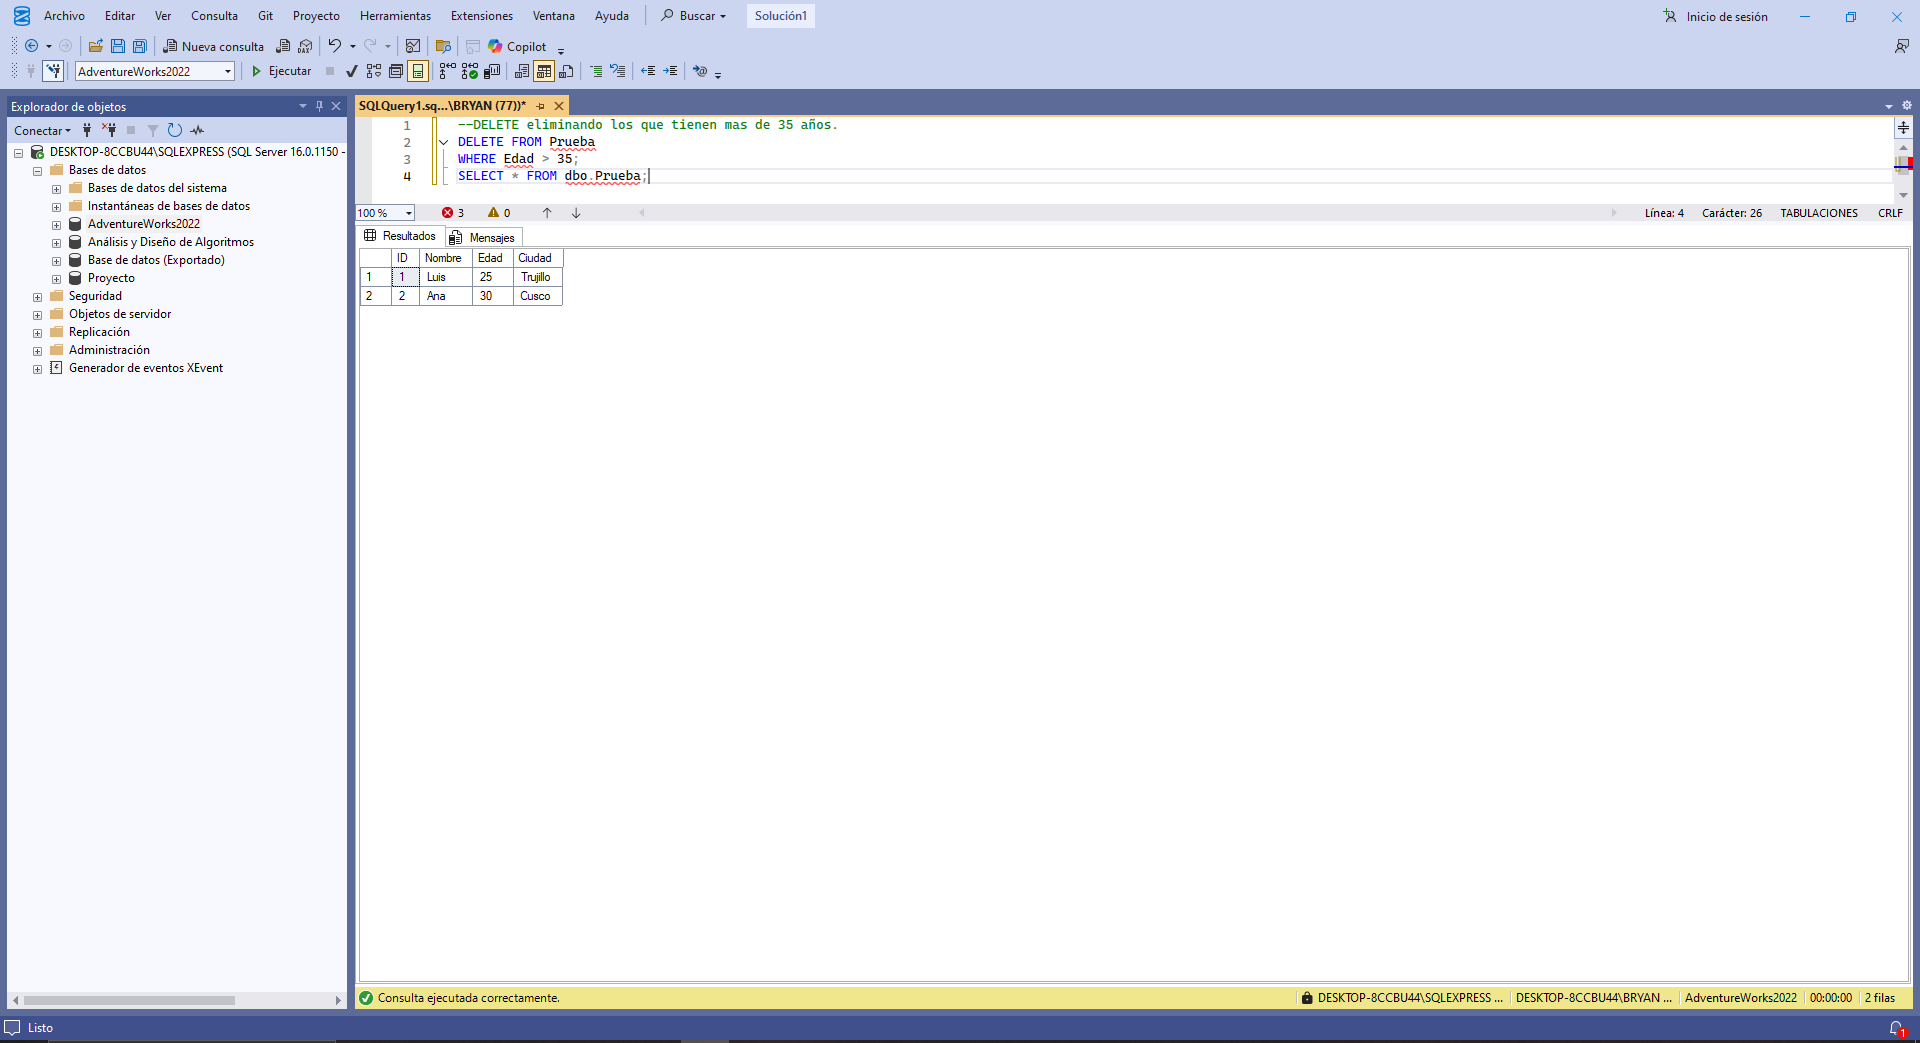 Archivo Editar Ver Consulta Git Proyecto Herramientas Extensiones Ventana Ayuda Buscar Solución1 Inicio de sesión
Nueva consulta DAX Copilot
AdventureWorks2022 Ejecutar
Explorador de objetos
Conectar
DESKTOP-8CCBU44\SQLEXPRESS (SQL Server 16.0.1150 -
Bases de datos
Bases de datos del sistema
Instantáneas de bases de datos
AdventureWorks2022
Análisis y Diseño de Algoritmos
Base de datos (Exportado)
Proyecto
Seguridad
Objetos de servidor
Replicación
Administración
Generador de eventos XEvent
SQLQuery1.sq...\BRYAN (77))*
1 --DELETE eliminando los que tienen mas de 35 años.
2 DELETE FROM Prueba
3 WHERE Edad > 35;
4 SELECT * FROM dbo.Prueba;
100 % 3 0 Línea: 4 Carácter: 26 TABULACIONES CRLF
Resultados Mensajes
ID Nombre Edad Ciudad
1 1 Luis 25 Trujillo
2 2 Ana 30 Cusco
Consulta ejecutada correctamente. DESKTOP-8CCBU44\SQLEXPRESS ... DESKTOP-8CCBU44\BRYAN ... AdventureWorks2022 00:00:00 2 filas
Listo 1